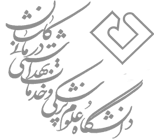 دانشگاه علوم پزشکی
و خدمات بهداشتی
درمانی کاشان